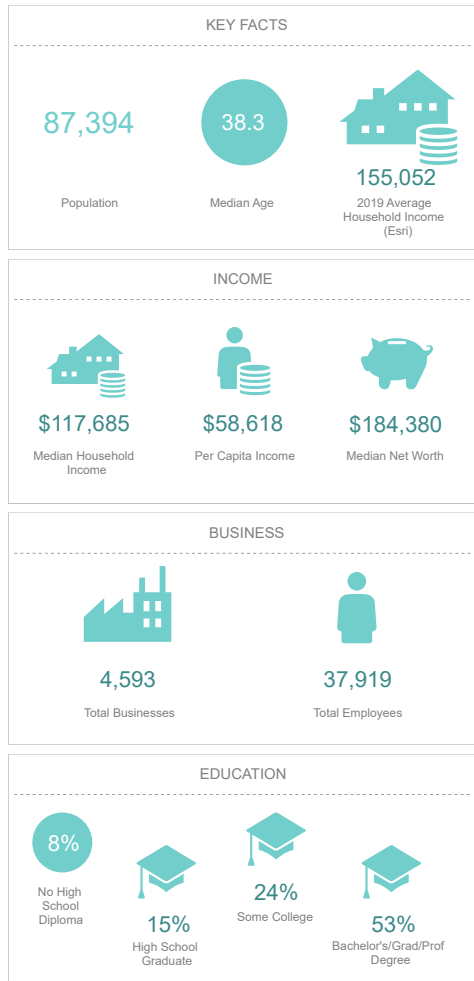 KEY FACTS
87,394
Population
38.3
Median Age
155,052
2019 Average
Household Income
(Esri)
INCOME
$117,685
Median Household
Income
$58,618
Per Capita Income
$184,380
Median Net Worth
BUSINESS
4,593
Total Businesses
37,919
Total Employees
EDUCATION
8%
No High
School
Diploma
15%
High School
Graduate
24%
Some College
53%
Bachelor's/Grad/Prof
Degree